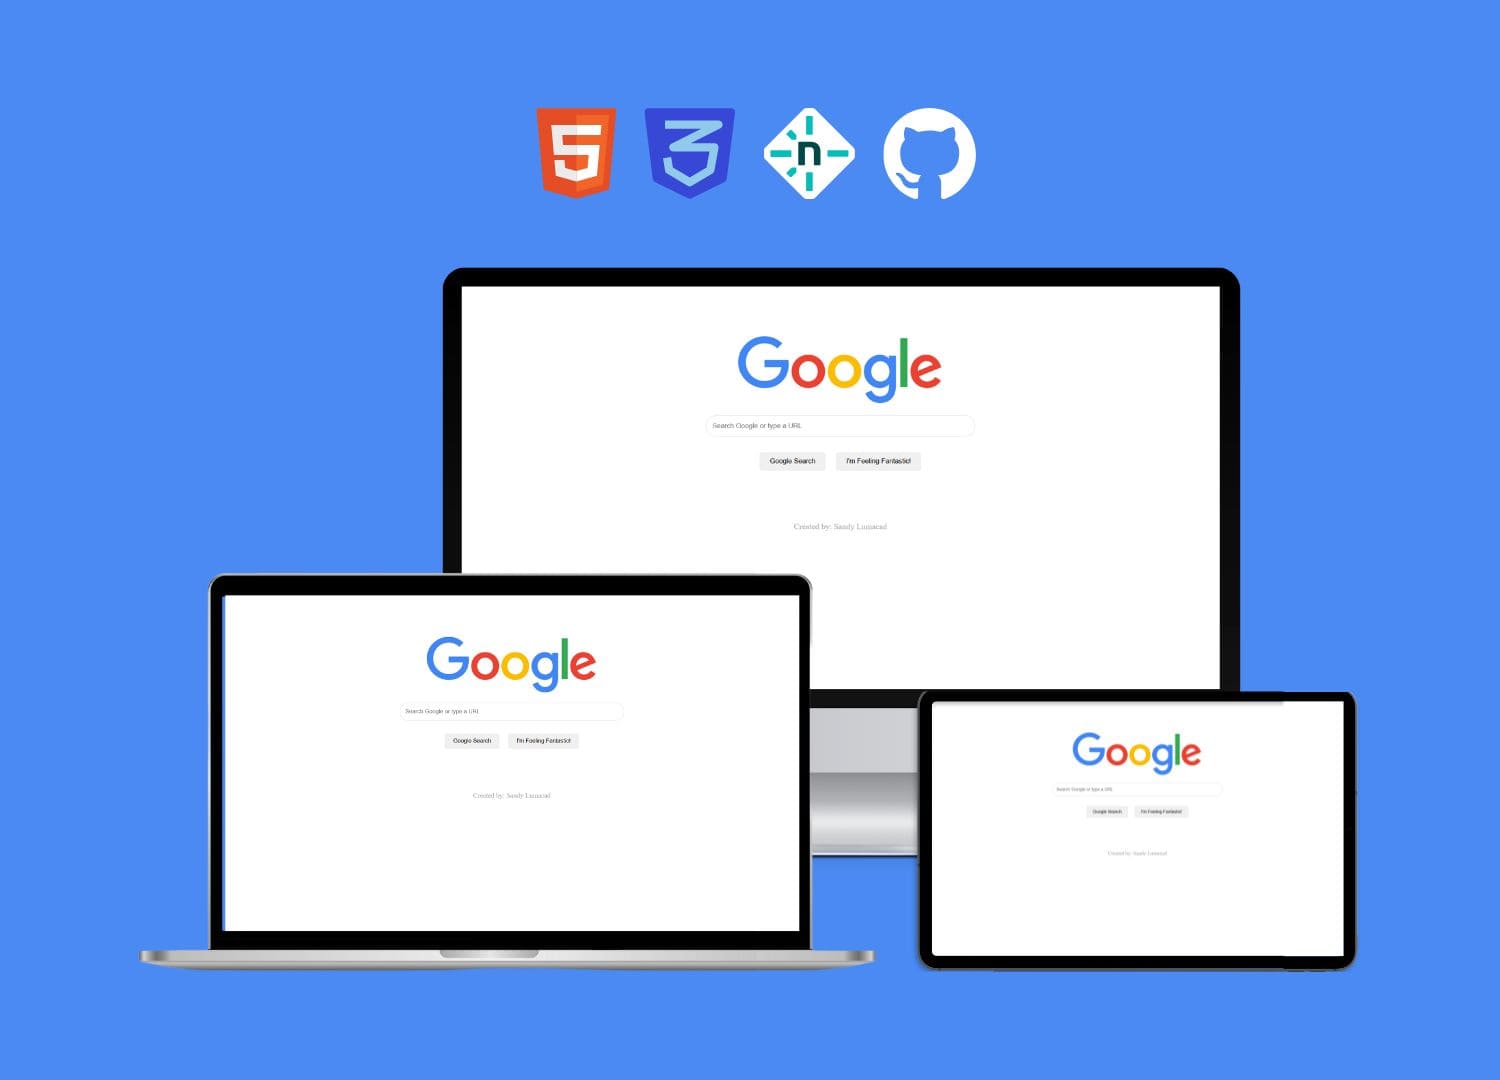 5
3
n
Google
Search Google or type a URL
Google Search
I'm Feeling Fantastic!
Created by: Sandy Lumacad
Google
Search Google or type a URL
Google Search
I'm Feeling Fantastic!
Created by: Sandy Lumacad
Google
Search Google or type a URL
Google Search
I'm Feeling Fantastic!
Created by: Sandy Lumacad